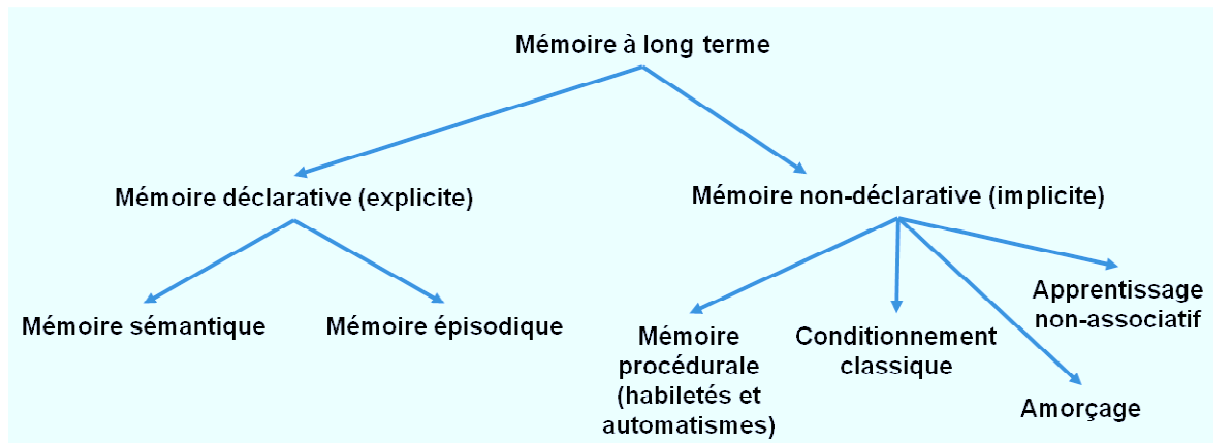 Mémoire à long terme
Mémoire déclarative (explicite)
Mémoire non-déclarative (implicite)
Mémoire sémantique
Mémoire épisodique
Mémoire
procédurale
(habiletés et
automatismes)
Conditionnement
classique
Amorçage
Apprentissage
non-associatif